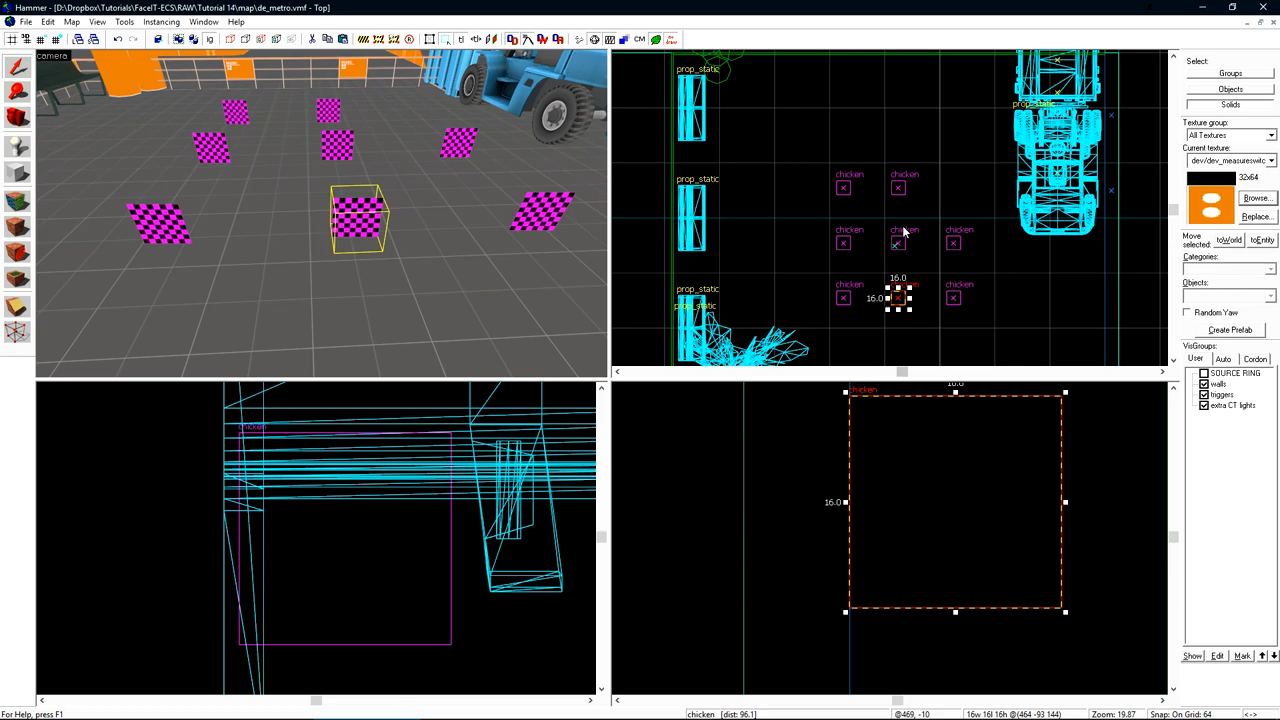 Hammer - [D:\Dropbox\Tutorials\FaceIT-ECS\RAW\Tutorial 14\map\de_metro.vmf - Top]
File Edit Map View Tools Instancing Window Help
camera
prop_static
prop_static
prop_static
chicken chicken
chicken chicken chicken
16.0
chicken chicken
16.0
prop_static
prop_static
chicken
chicken
16.0
16.0
Select:
Groups
Objects
Solids
Texture group:
All Textures
Current texture:
dev/dev_measureswitc
32x64
Browse...
Replace...
Move
selected:
toWorld
toEntity
Categories:
Objects:
Random Yaw
Create Prefab
VisGroups:
User Auto Cordon
SOURCE RING
walls
triggers
extra CT lights
Show Edit Mark
For Help, press F1
chicken [dist: 96.1]
@469, -10
16w 16l 16h @(464 -93 144)
Zoom: 19.87
Snap: On Grid: 64
<->